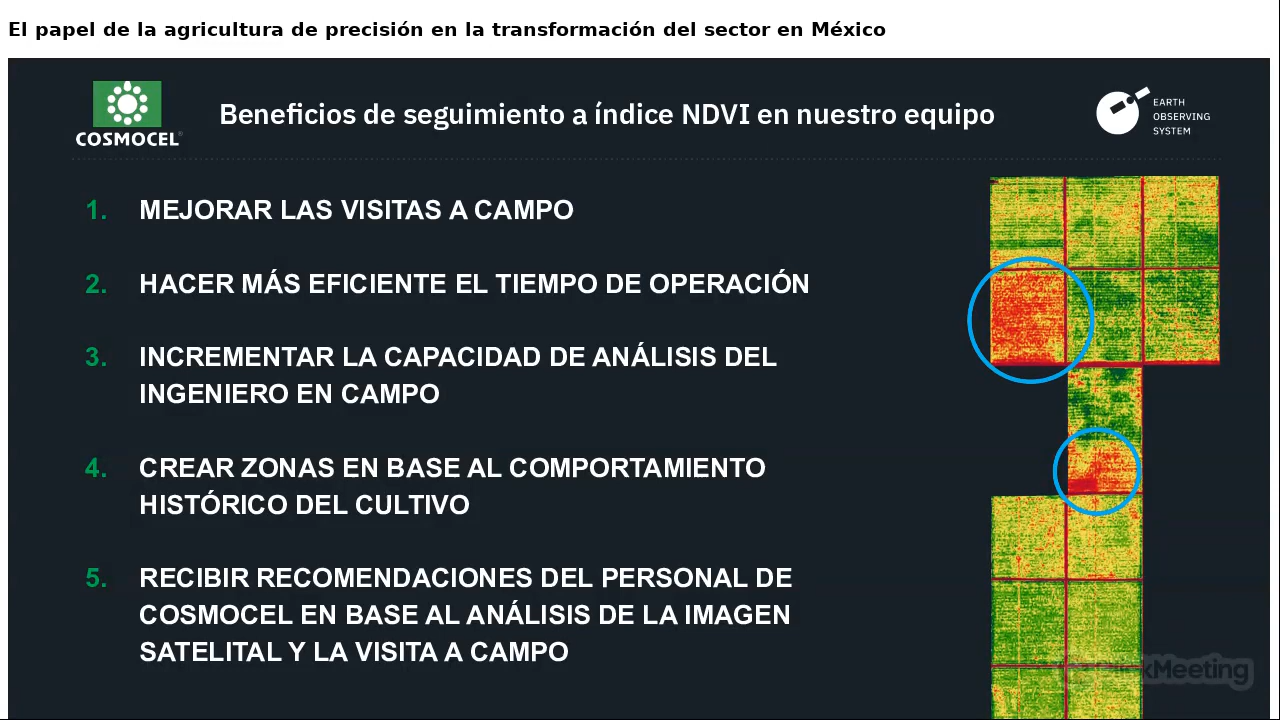 El papel de la agricultura de precisión en la transformación del sector en México
COSMOCEL®
Beneficios de seguimiento a índice NDVI en nuestro equipo
EARTH
OBSERVING
SYSTEM
1. MEJORAR LAS VISITAS A CAMPO
2. HACER MÁS EFICIENTE EL TIEMPO DE OPERACIÓN
3. INCREMENTAR LA CAPACIDAD DE ANÁLISIS DEL
INGENIERO EN CAMPO
4. CREAR ZONAS EN BASE AL COMPORTAMIENTO
HISTÓRICO DEL CULTIVO
5. RECIBIR RECOMENDACIONES DEL PERSONAL DE
COSMOCEL EN BASE AL ANÁLISIS DE LA IMAGEN
SATELITAL Y LA VISITA A CAMPO
ClickMeeting